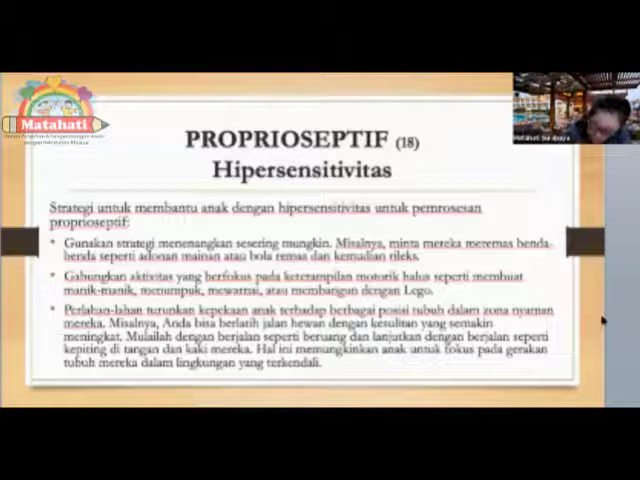 Matahati
PROPRIOSEPTIF (18)
Hipersensitivitas
Strategi untuk membantu anak dengan hipersensitivitas untuk pemrosesan
proprioseptif:
• Gunakan strategi menenangkan sesering mungkin. Misalnya, minta mereka meremas benda-
benda seperti adonan mainan atau bola remas dan kemudian rileks.
• Gabungkan aktivitas yang berfokus pada keterampilan motorik halus seperti membuat
manik-manik, menumpuk, mewarnai, atau membangun dengan Lego.
• Perlahan-lahan turunkan kepekaan anak terhadap berbagai posisi tubuh dalam zona nyaman
mereka. Misalnya, Anda bisa berlatih jalan hewan dengan kesulitan yang semakin
meningkat. Mulailah dengan berjalan seperti beruang dan lanjutkan dengan berjalan seperti
kepiting di tangan dan kaki mereka. Hal ini memungkinkan anak untuk fokus pada gerakan
tubuh mereka dalam lingkungan yang terkendali.